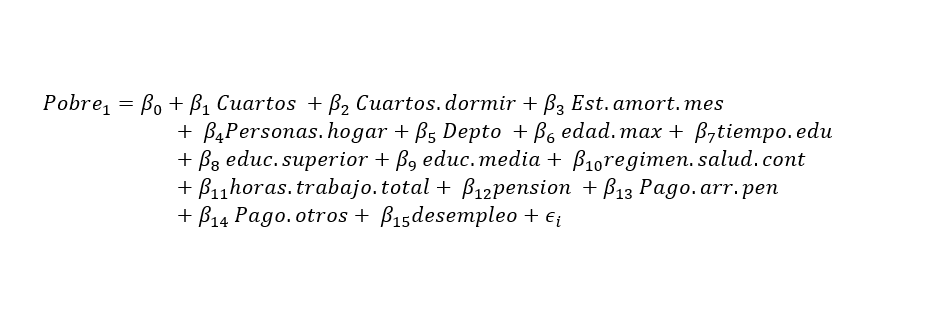 Pobre₁ = β₀ + β₁ Cuartos + β₂ Cuartos.dormir + β₃ Est.amort.mes
+ β₄Personas.hogar + β₅ Depto + β₆ edad.max + β₇tiempo.edu
+ β₈ educ.superior + β₉ educ.media + β₁₀regimen.salud.cont
+ β₁₁horas.trabajo.total + β₁₂pension + β₁₃ Pago.arr.pen
+ β₁₄ Pago.otros + β₁₅desempleo + ϵᵢ